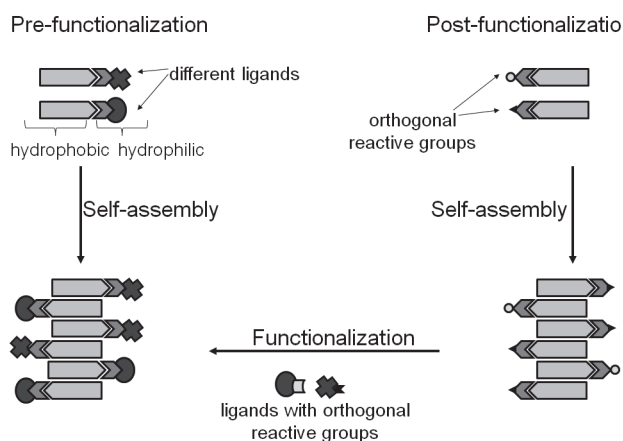 Pre-functionalization
Post-functionalizatio
different ligands
orthogonal
reactive groups
hydrophobic hydrophilic
Self-assembly
Self-assembly
Functionalization
ligands with orthogonal
reactive groups